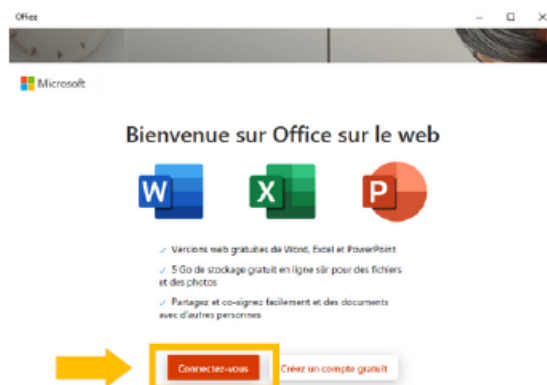 Office
Microsoft
Bienvenue sur Office sur le web
W
X
P
✓ Versions web gratuites de Word, Excel et PowerPoint
✓ 5 Go de stockage gratuit en ligne sûr pour des fichiers
et des photos
✓ Partagez et co-signez facilement et des documents
avec d'autres personnes
Connectez-vous
Créez un compte gratuit